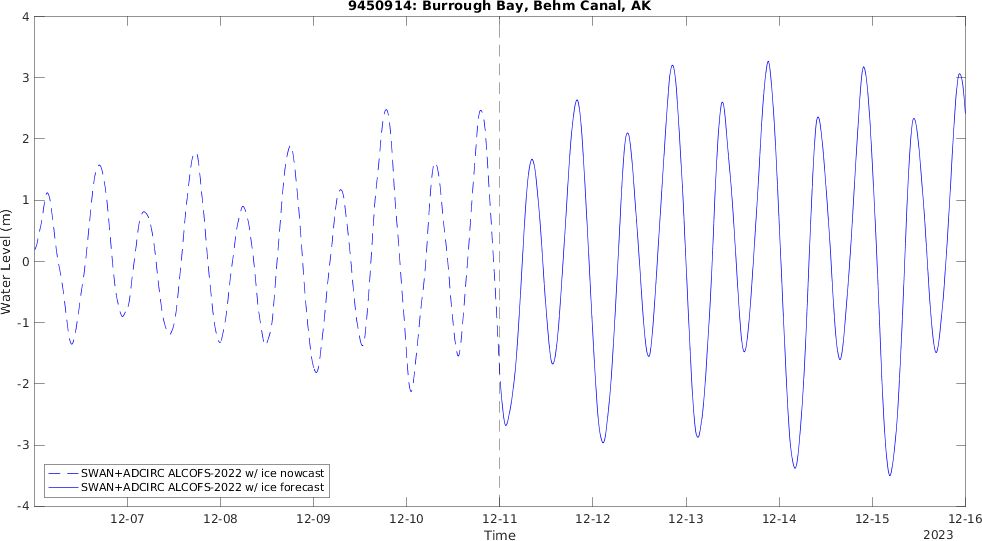 9450914: Burrough Bay, Behm Canal, AK
4
3
2
1
0
-1
-2
-3
-4
Water Level (m)
SWAN+ADCIRC ALCOFS-2022 w/ ice nowcast
SWAN+ADCIRC ALCOFS-2022 w/ ice forecast
12-07 12-08 12-09 12-10 12-11 12-12 12-13 12-14 12-15 12-16
Time
2023